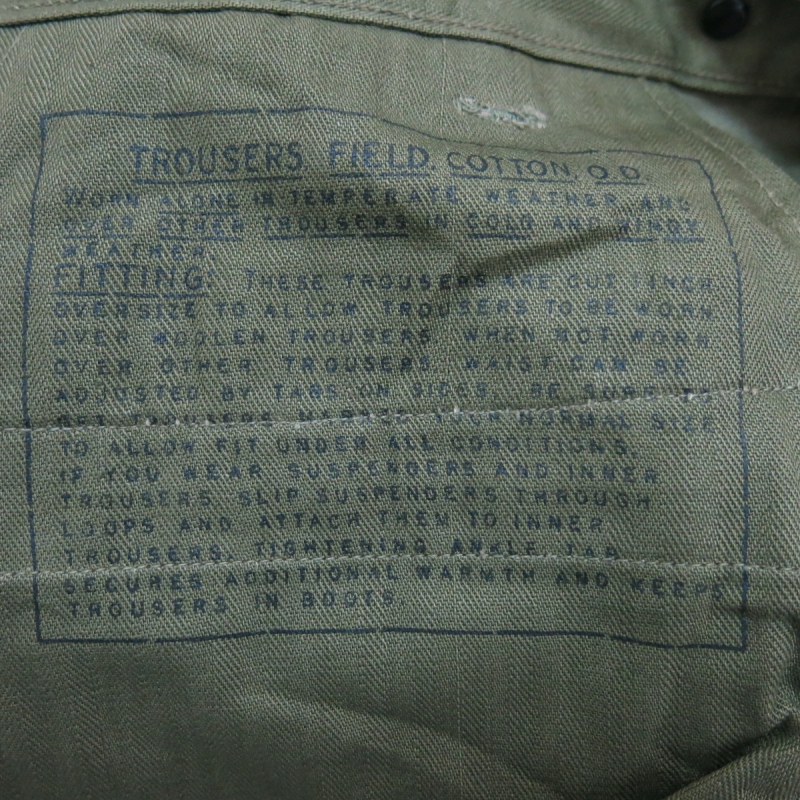 TROUSERS FIELD, COTTON, O.D.
WORN ALONE IN TEMPERATE WEATHER AND
OVER OTHER TROUSERS IN COLD AND WINDY
WEATHER
FITTING: THESE TROUSERS ARE CUT 1 INCH
OVERSIZE TO ALLOW TROUSERS TO BE WORN
OVER WOOLEN TROUSERS. WHEN NOT WORN
OVER OTHER TROUSERS WAIST CAN BE
ADJUSTED BY TABS ON SIDES. BE SURE TO
GET TROUSERS MARKED YOUR NORMAL SIZE
TO ALLOW FIT UNDER ALL CONDITIONS.
IF YOU WEAR SUSPENDERS AND INNER
TROUSERS, SLIP SUSPENDERS THROUGH
LOOPS AND ATTACH THEM TO INNER
TROUSERS. TIGHTENING ANKLE TAB
SECURES ADDITIONAL WARMTH AND KEEPS
TROUSERS IN BOOTS.